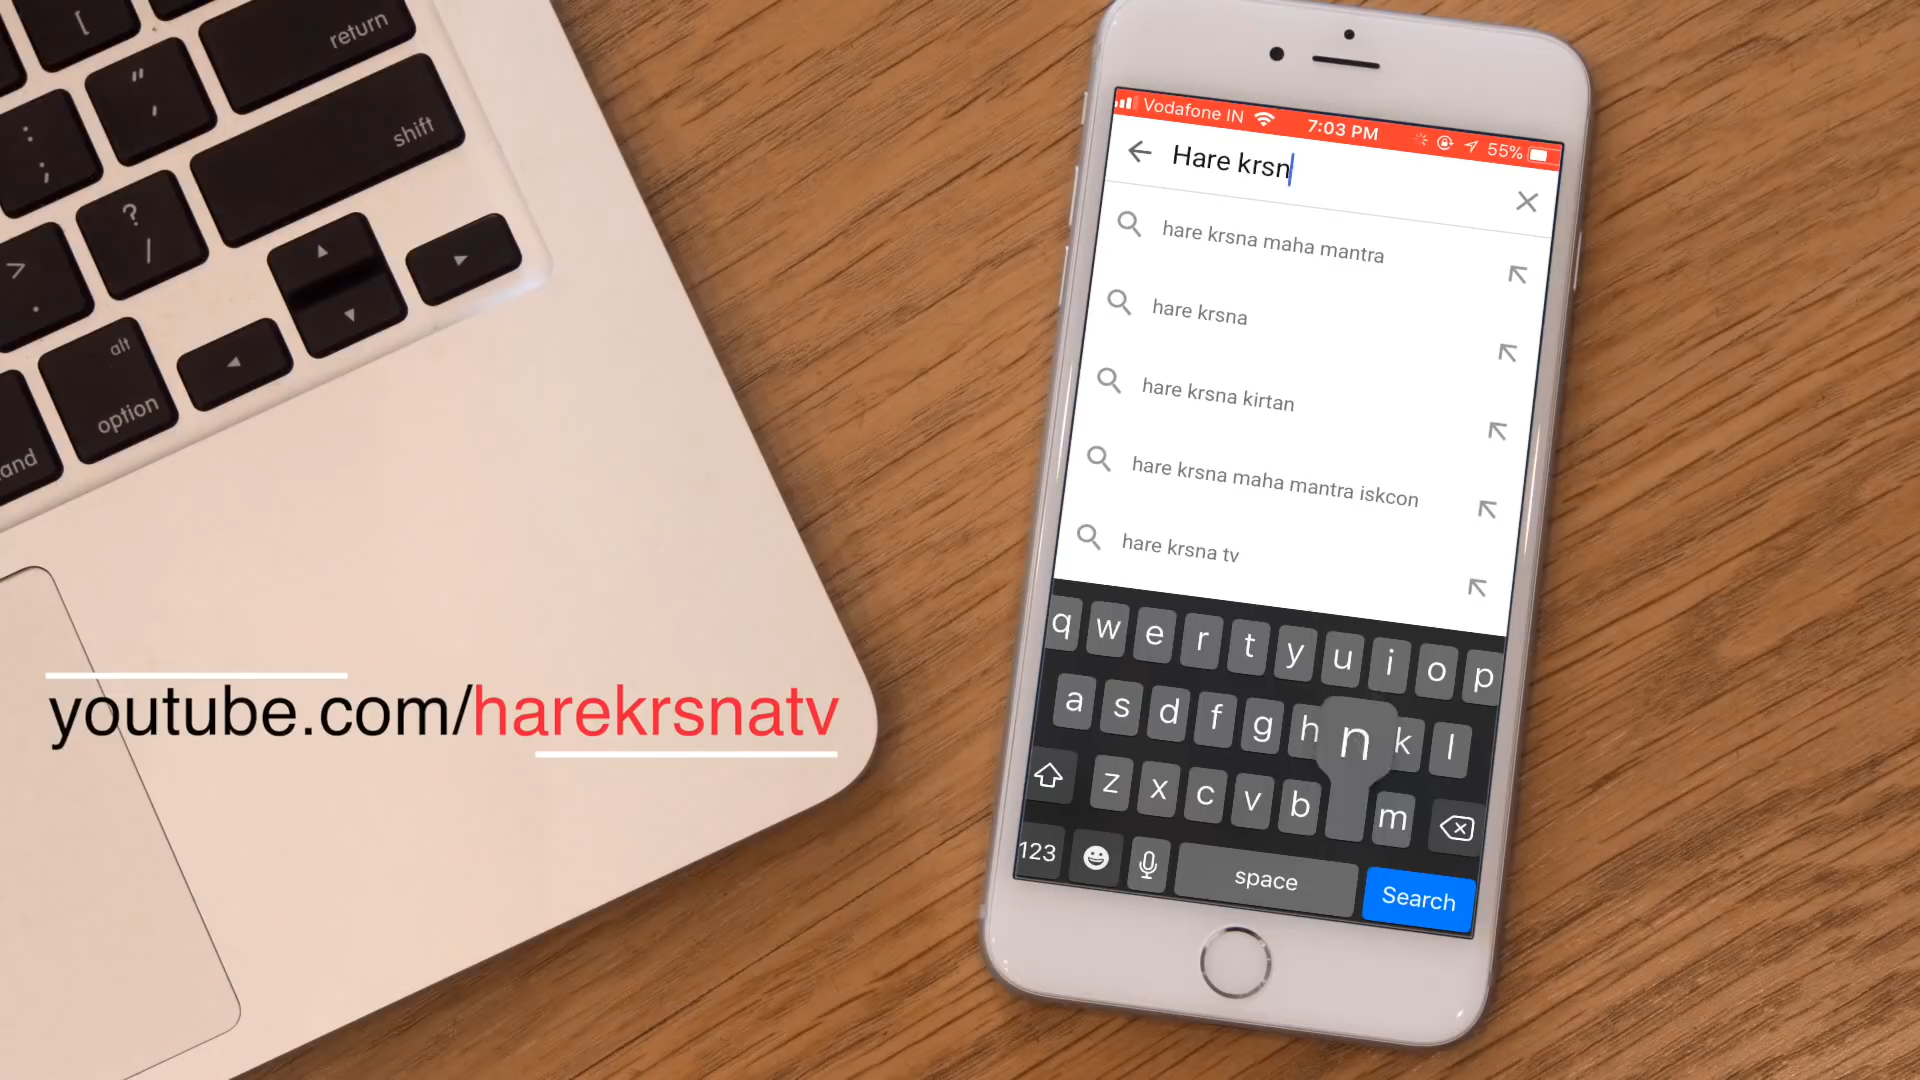 [
return
"
,
shift
:
;
?
/
>
.
alt
option
and
youtube.com/harekrsnatv
Vodafone IN 7:03 PM 55%
Hare krsn
hare krsna maha mantra
hare krsna
hare krsna kirtan
hare krsna maha mantra iskcon
hare krsna tv
q w e r t y u i o p
a s d f g h n k l
z x c v b m
123 space Search